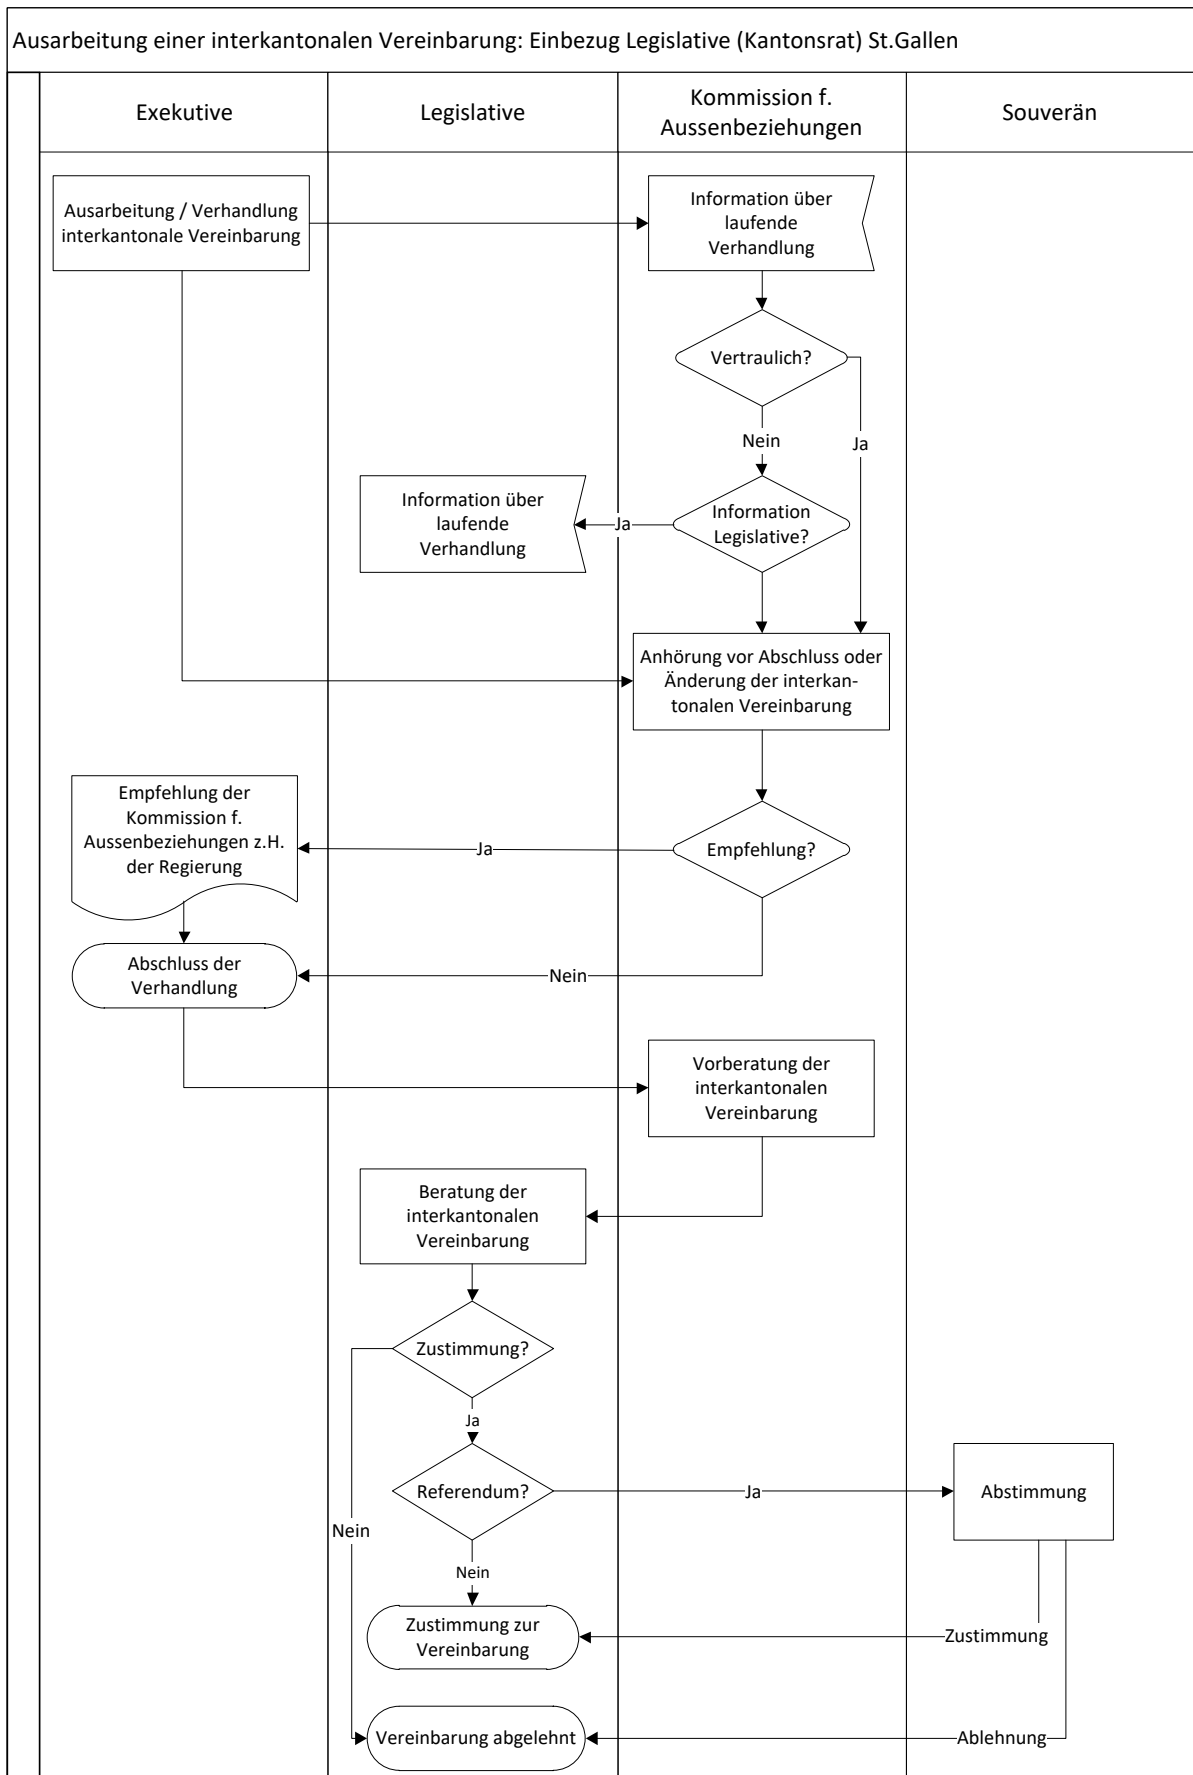 Ausarbeitung einer interkantonalen Vereinbarung: Einbezug Legislative (Kantonsrat) St.Gallen
Exekutive
Legislative
Kommission f.
Aussenbeziehungen
Souverän
Ausarbeitung / Verhandlung
interkantonale Vereinbarung
Information über
laufende
Verhandlung
Vertraulich?
Nein
Ja
Information über
laufende
Verhandlung
Ja
Information
Legislative?
Anhörung vor Abschluss oder
Änderung der interkan-
tonalen Vereinbarung
Empfehlung der
Kommission f.
Aussenbeziehungen z.H.
der Regierung
Ja
Empfehlung?
Abschluss der
Verhandlung
Nein
Vorberatung der
interkantonalen
Vereinbarung
Beratung der
interkantonalen
Vereinbarung
Zustimmung?
Ja
Referendum?
Ja
Abstimmung
Nein
Nein
Zustimmung zur
Vereinbarung
Zustimmung
Vereinbarung abgelehnt
Ablehnung